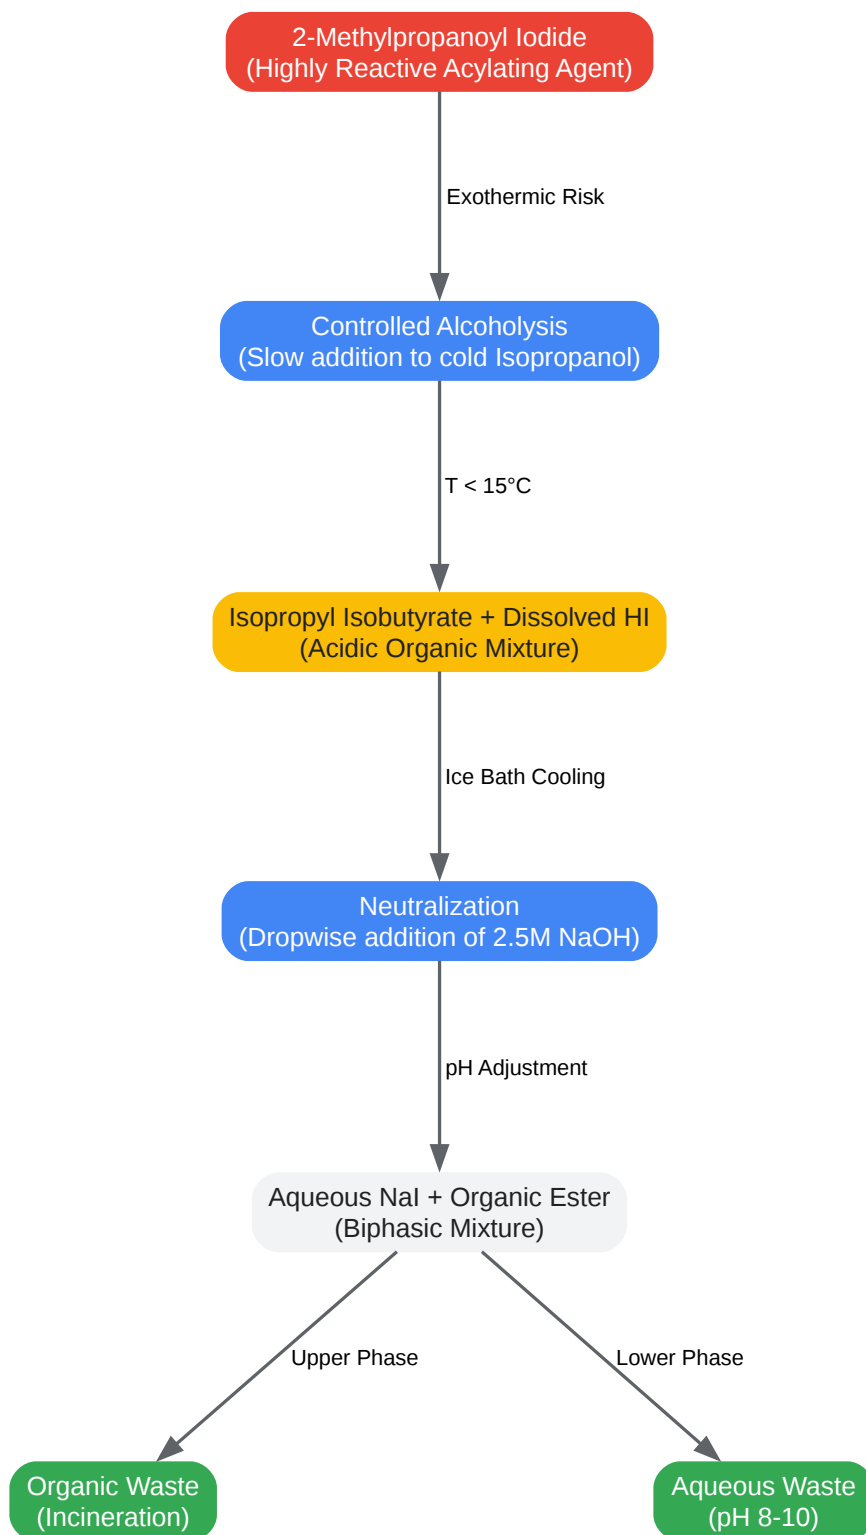 2-Methylpropanoyl Iodide
(Highly Reactive Acylating Agent)
Exothermic Risk
Controlled Alcoholysis
(Slow addition to cold Isopropanol)
T < 15°C
Isopropyl Isobutyrate + Dissolved HI
(Acidic Organic Mixture)
Ice Bath Cooling
Neutralization
(Dropwise addition of 2.5M NaOH)
pH Adjustment
Aqueous NaI + Organic Ester
(Biphasic Mixture)
Upper Phase
Lower Phase
Organic Waste
(Incineration)
Aqueous Waste
(pH 8-10)